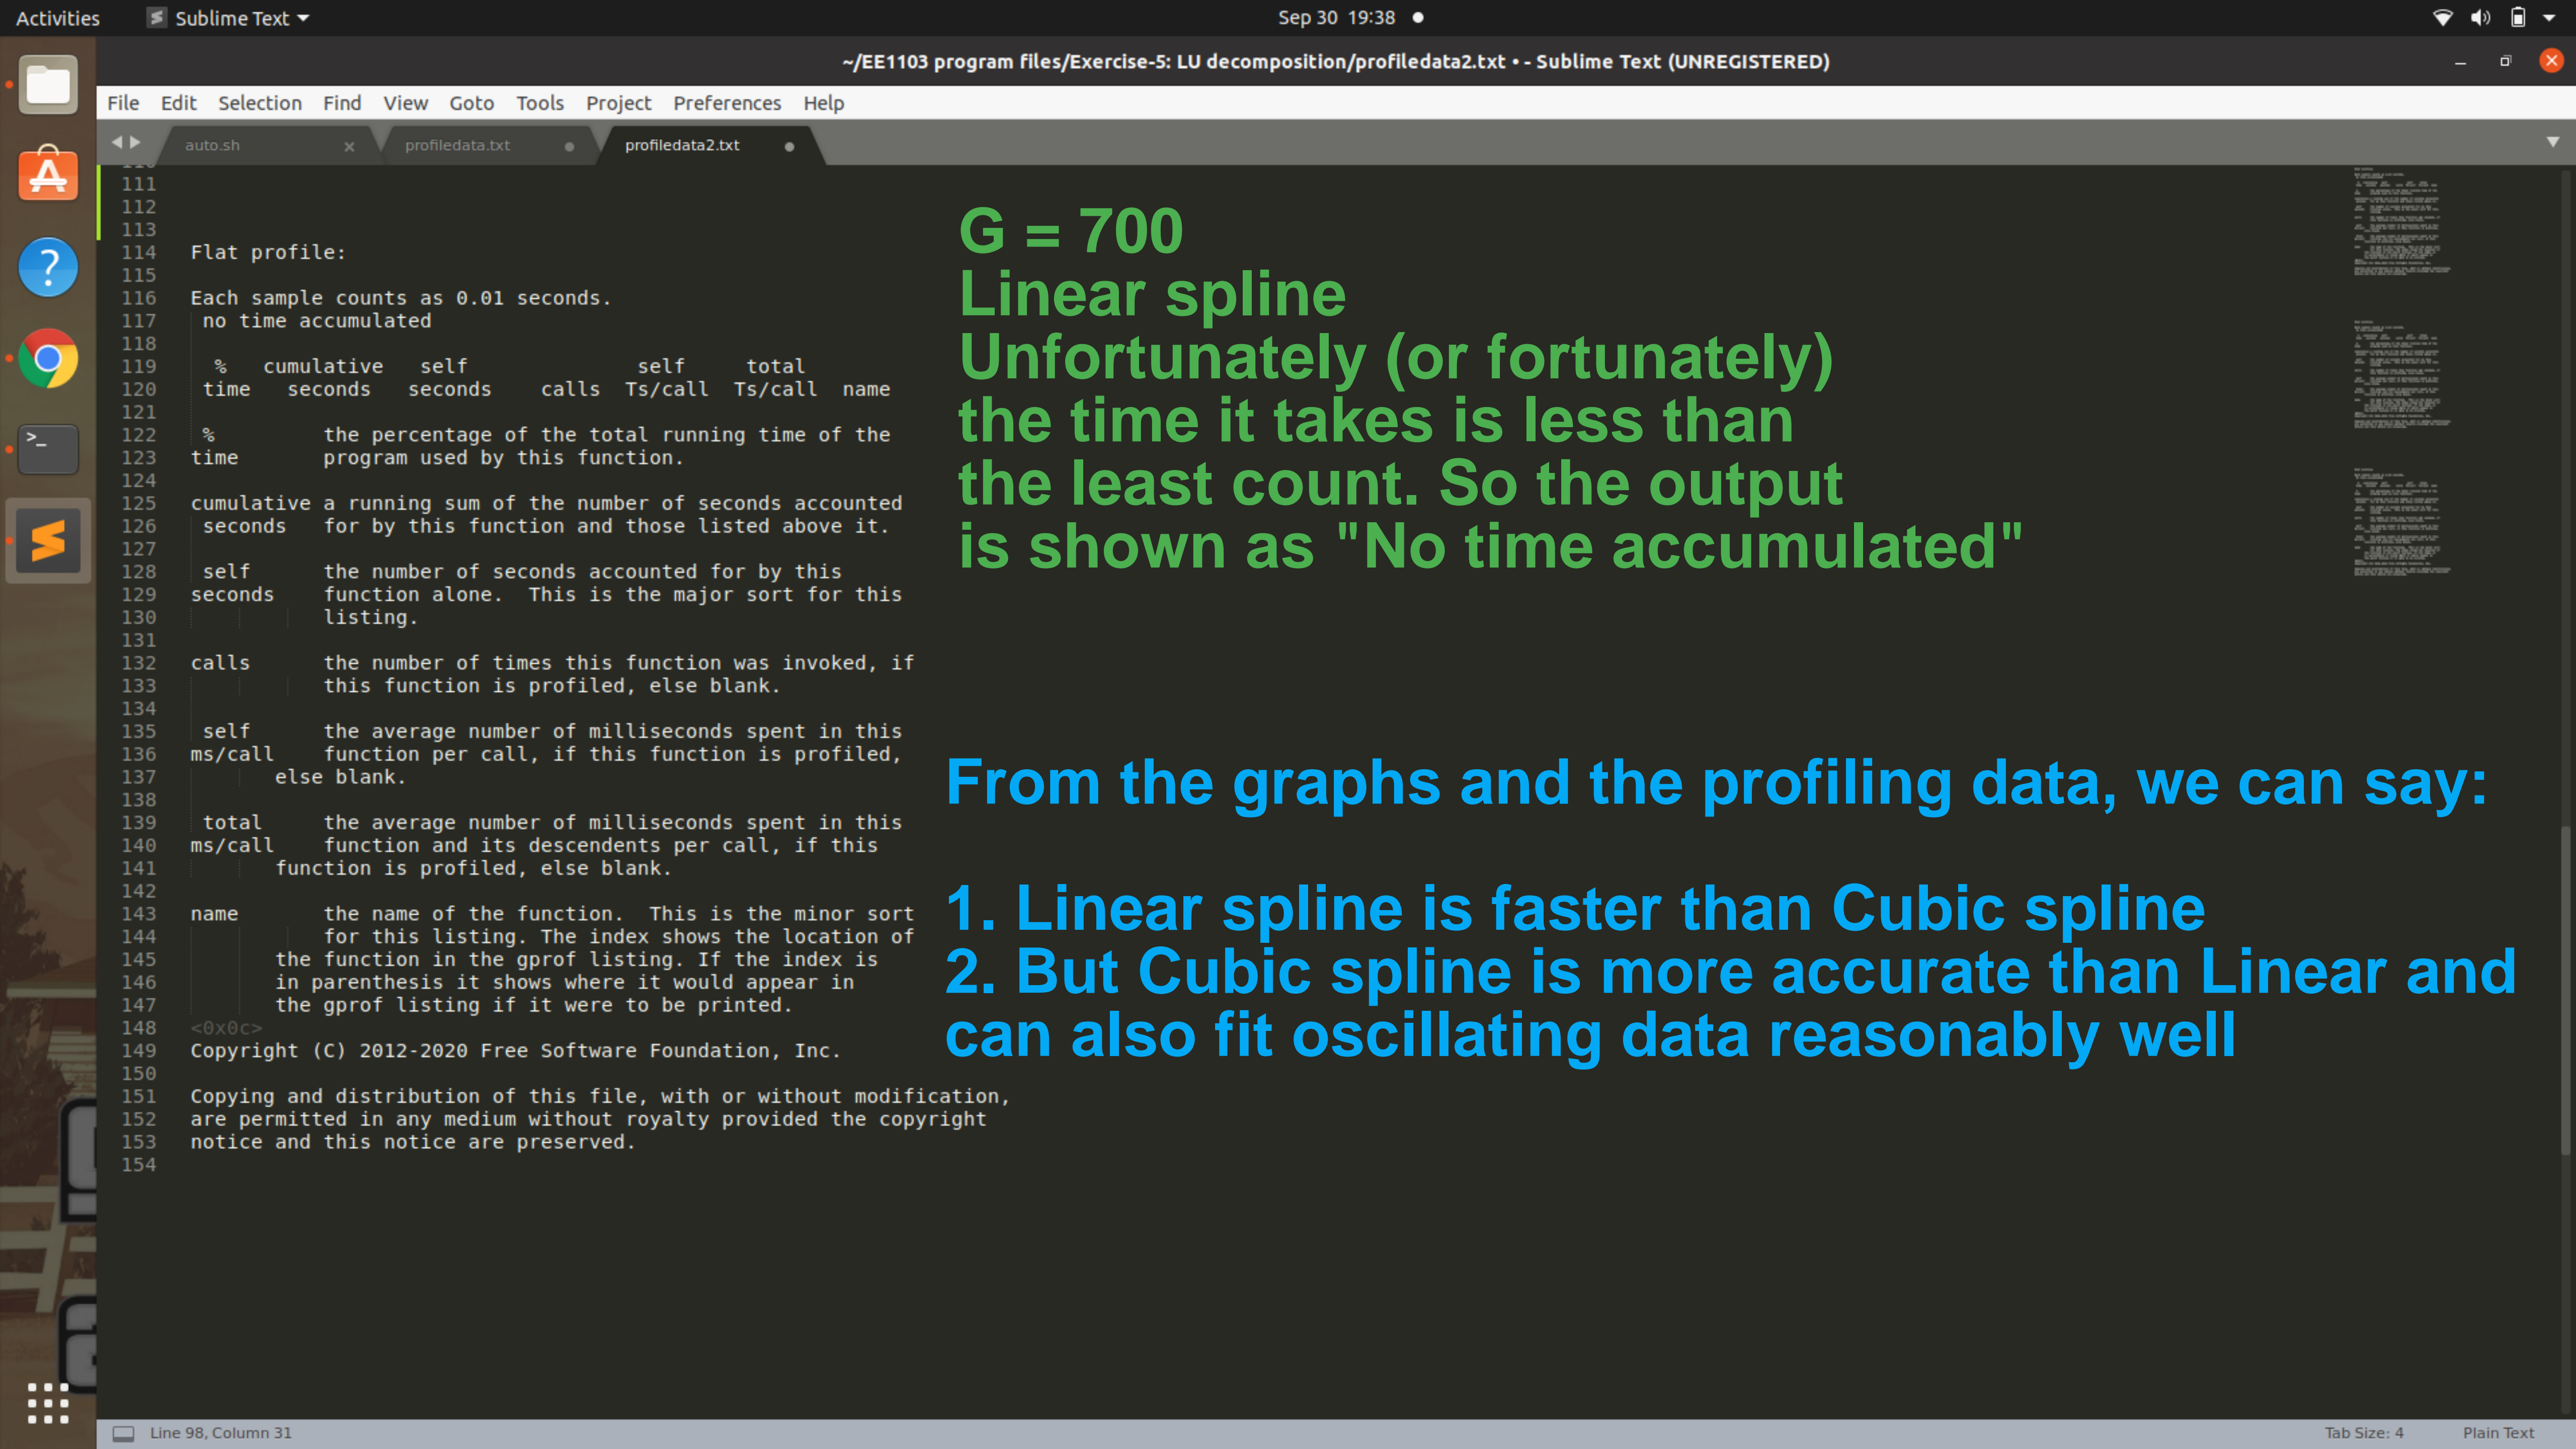 Activities Sublime Text Sep 30 19:38
~/EE1103 program files/Exercise-5: LU decomposition/profiledata2.txt • - Sublime Text (UNREGISTERED)
File Edit Selection Find View Goto Tools Project Preferences Help
auto.sh profiledata.txt profiledata2.txt
111
112
113
114 Flat profile:
115
116 Each sample counts as 0.01 seconds.
117 no time accumulated
118
119 % cumulative self self total
120 time seconds seconds calls Ts/call Ts/call name
121
122 % the percentage of the total running time of the
123 time program used by this function.
124
125 cumulative a running sum of the number of seconds accounted
126 seconds for by this function and those listed above it.
127
128 self the number of seconds accounted for by this
129 seconds function alone. This is the major sort for this
130 listing.
131
132 calls the number of times this function was invoked, if
133 this function is profiled, else blank.
134
135 self the average number of milliseconds spent in this
136 ms/call function per call, if this function is profiled,
137 else blank.
138
139 total the average number of milliseconds spent in this
140 ms/call function and its descendents per call, if this
141 function is profiled, else blank.
142
143 name the name of the function. This is the minor sort
144 for this listing. The index shows the location of
145 the function in the gprof listing. If the index is
146 in parenthesis it shows where it would appear in
147 the gprof listing if it were to be printed.
148 <0x0c>
149 Copyright (C) 2012-2020 Free Software Foundation, Inc.
150
151 Copying and distribution of this file, with or without modification,
152 are permitted in any medium without royalty provided the copyright
153 notice and this notice are preserved.
154
G = 700
Linear spline
Unfortunately (or fortunately)
the time it takes is less than
the least count. So the output
is shown as "No time accumulated"
From the graphs and the profiling data, we can say:
1. Linear spline is faster than Cubic spline
2. But Cubic spline is more accurate than Linear and
can also fit oscillating data reasonably well
Line 98, Column 31 Tab Size: 4 Plain Text